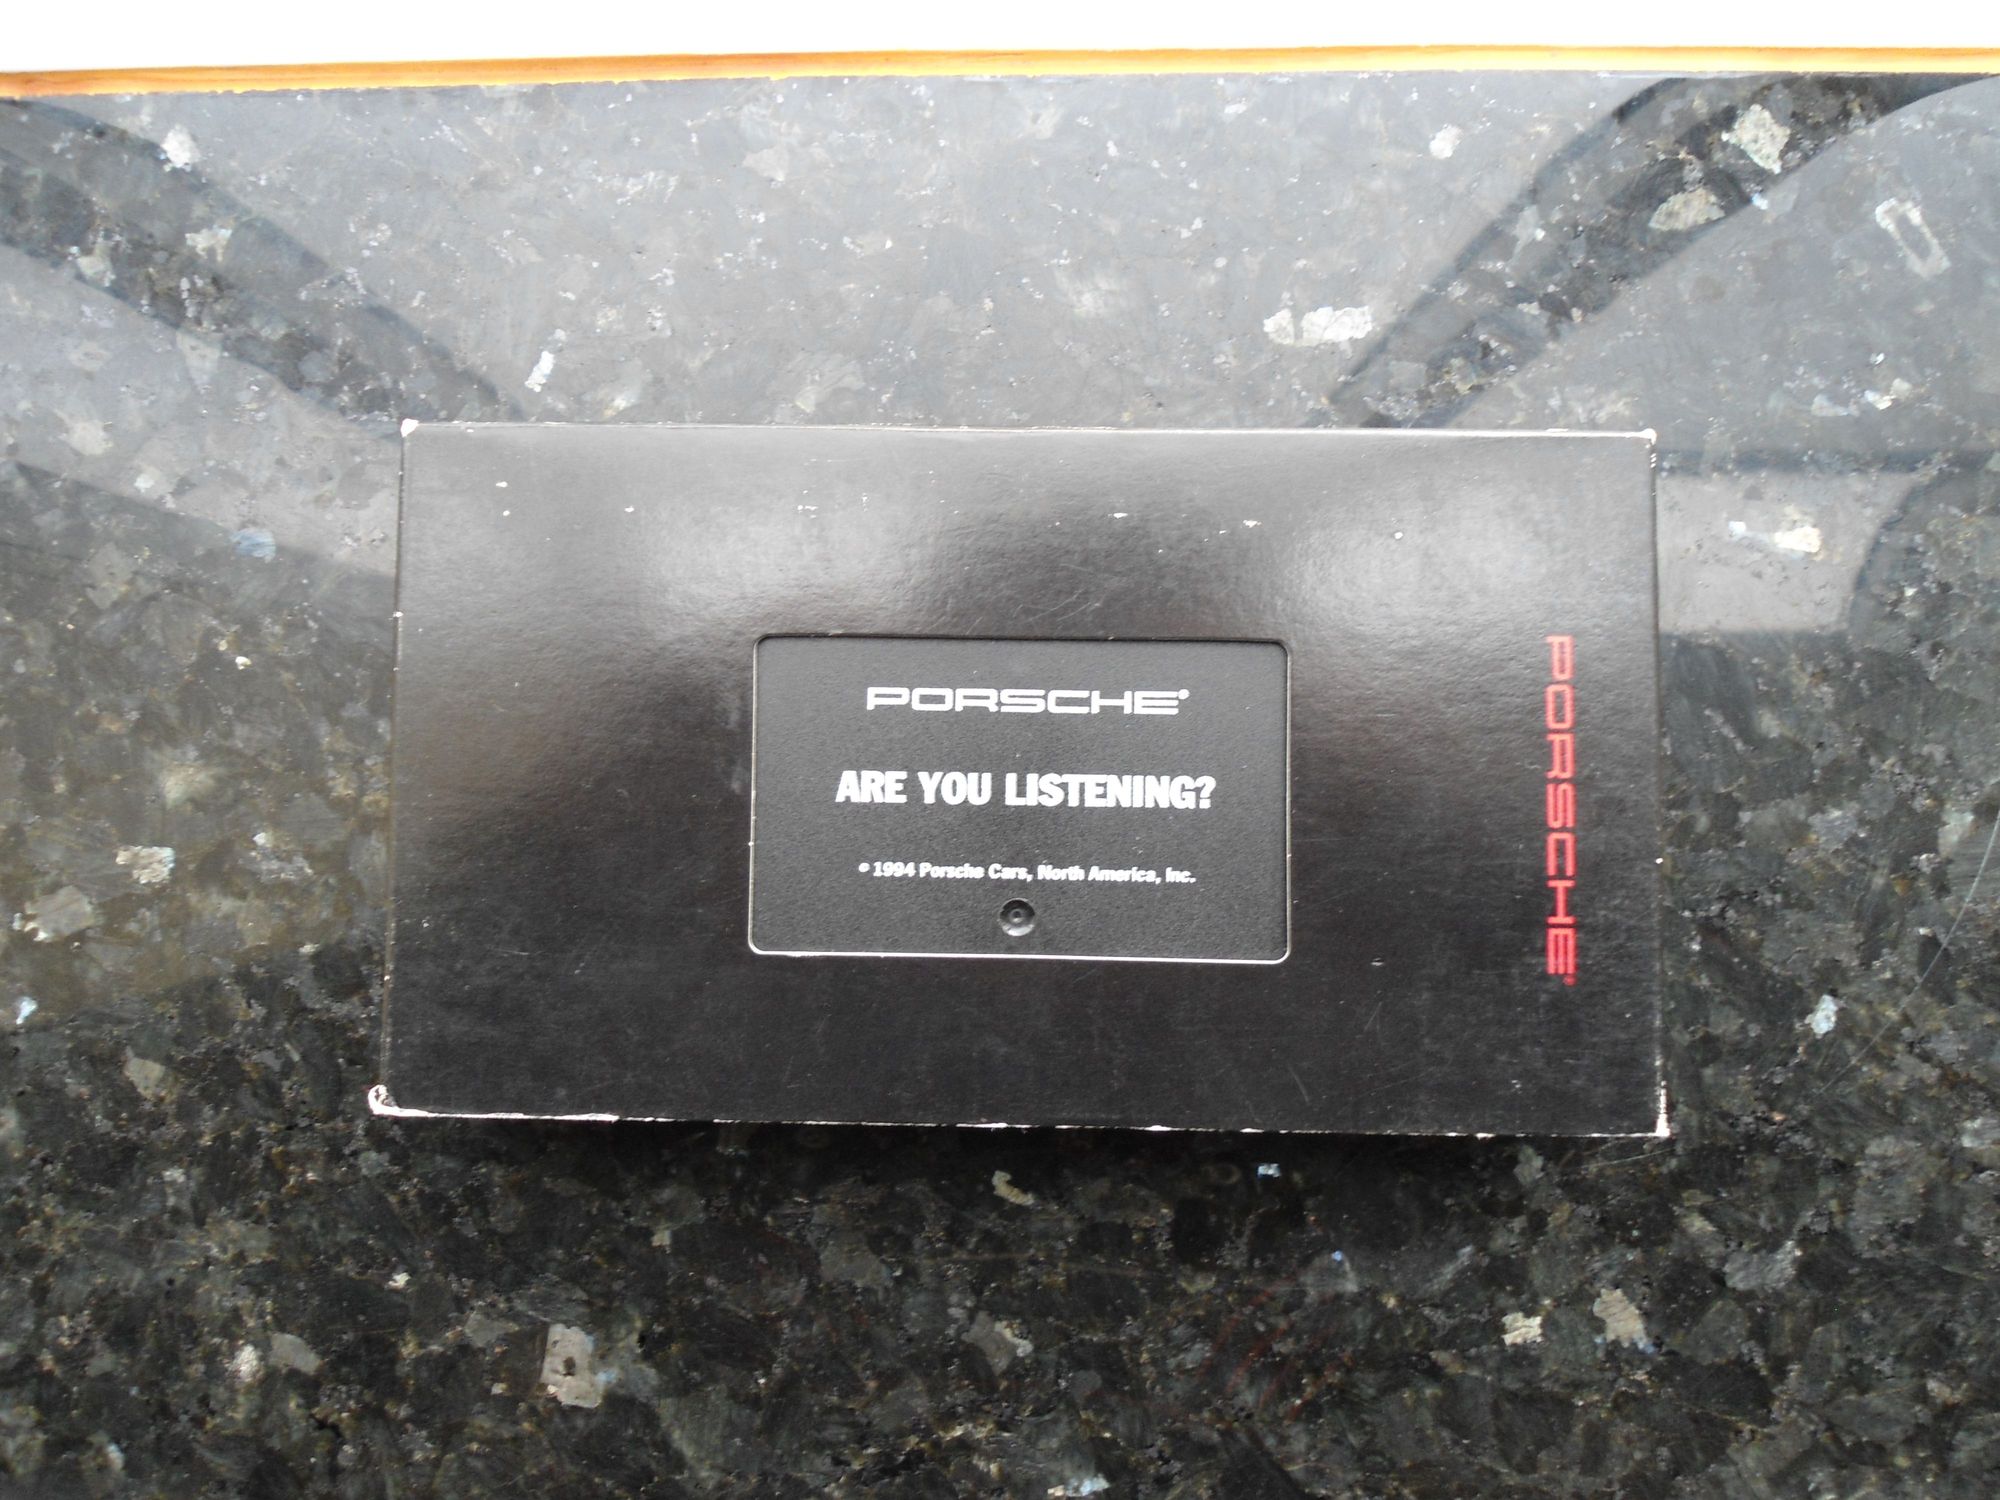 PORSCHE®
ARE YOU LISTENING?
© 1994 Porsche Cars, North America, Inc.
PORSCHE®